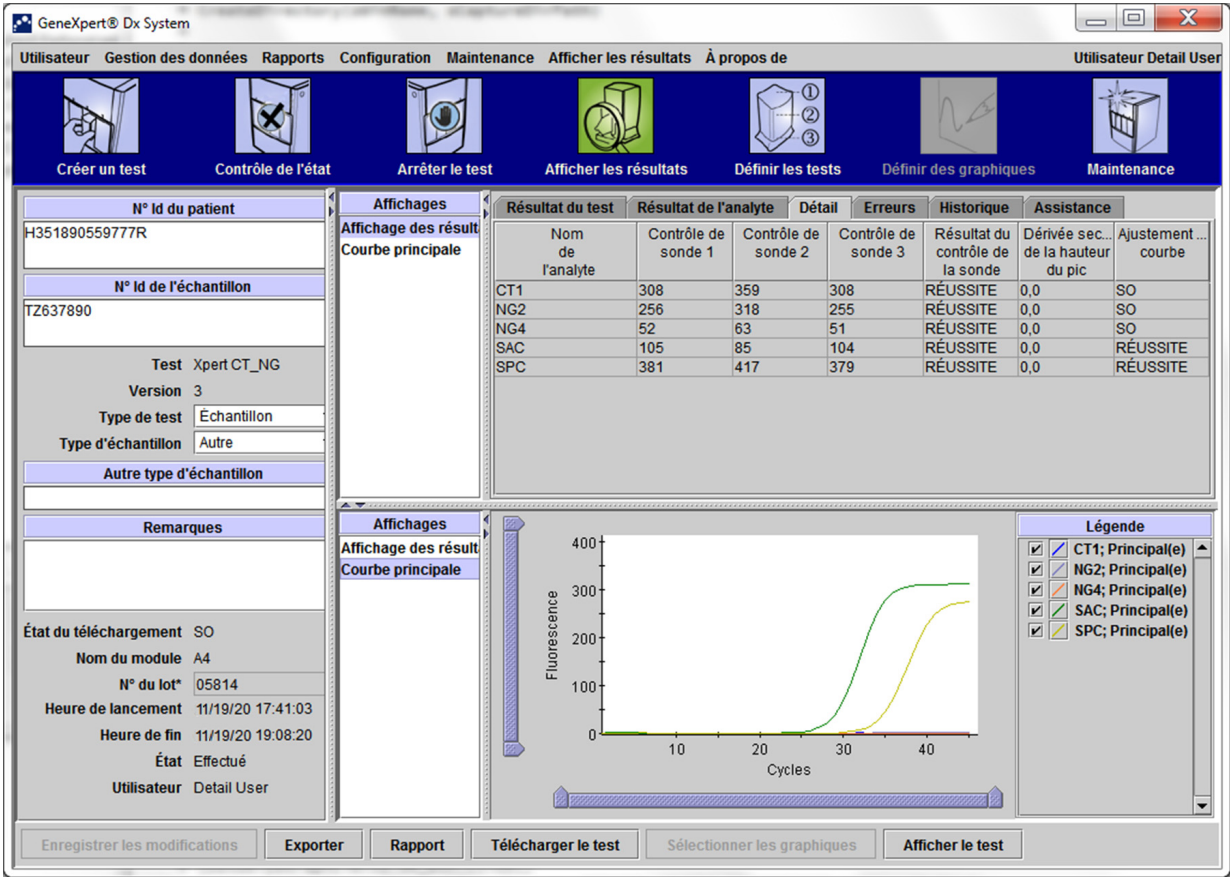 GeneXpert® Dx System
Utilisateur Gestion des données Rapports Configuration Maintenance Afficher les résultats À propos de Utilisateur Detail User
Créer un test Contrôle de l'état Arrêter le test Afficher les résultats Définir les tests Définir des graphiques Maintenance
① ② ③
N° Id du patient
H351890559777R
N° Id de l'échantillon
TZ637890
Test Xpert CT_NG
Version 3
Type de test Échantillon
Type d'échantillon Autre
Autre type d'échantillon
Remarques
État du téléchargement SO
Nom du module A4
N° du lot* 05814
Heure de lancement 11/19/20 17:41:03
Heure de fin 11/19/20 19:08:20
État Effectué
Utilisateur Detail User
Affichages
Affichage des résult
Courbe principale
Résultat du test Résultat de l'analyte Détail Erreurs Historique Assistance
Nom de l'analyte Contrôle de sonde 1 Contrôle de sonde 2 Contrôle de sonde 3 Résultat du contrôle de la sonde Dérivée sec... de la hauteur du pic Ajustement ... courbe
CT1 308 359 308 RÉUSSITE 0,0 SO
NG2 256 318 255 RÉUSSITE 0,0 SO
NG4 52 63 51 RÉUSSITE 0,0 SO
SAC 105 85 104 RÉUSSITE 0,0 RÉUSSITE
SPC 381 417 379 RÉUSSITE 0,0 RÉUSSITE
Affichages
Affichage des résult
Courbe principale
Fluorescence
400
300
200
100
0
10 20 30 40
Cycles
Légende
CT1; Principal(e)
NG2; Principal(e)
NG4; Principal(e)
SAC; Principal(e)
SPC; Principal(e)
Enregistrer les modifications Exporter Rapport Télécharger le test Sélectionner les graphiques Afficher le test